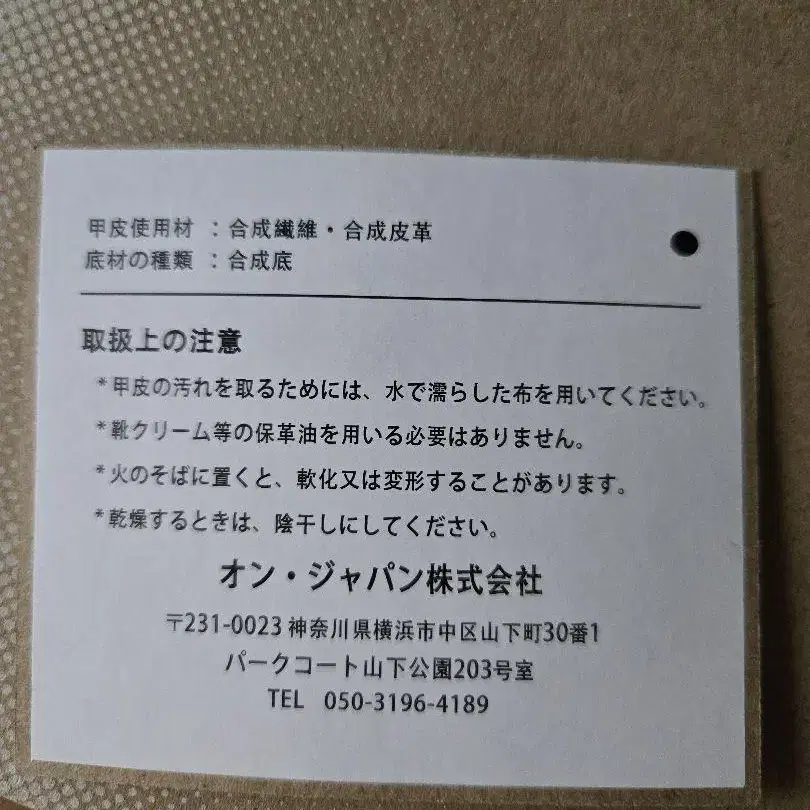 甲皮使用材 ：合成繊維・合成皮革
底材の種類 ：合成底
取扱上の注意
*甲皮の汚れを取るためには、水で濡らした布を用いてください。
*靴クリーム等の保革油を用いる必要はありません。
*火のそばに置くと、軟化又は変形することがあります。
*乾燥するときは、陰干しにしてください。
オン・ジャパン株式会社
〒231-0023 神奈川県横浜市中区山下町30番1
パークコート山下公園203号室
TEL 050-3196-4189